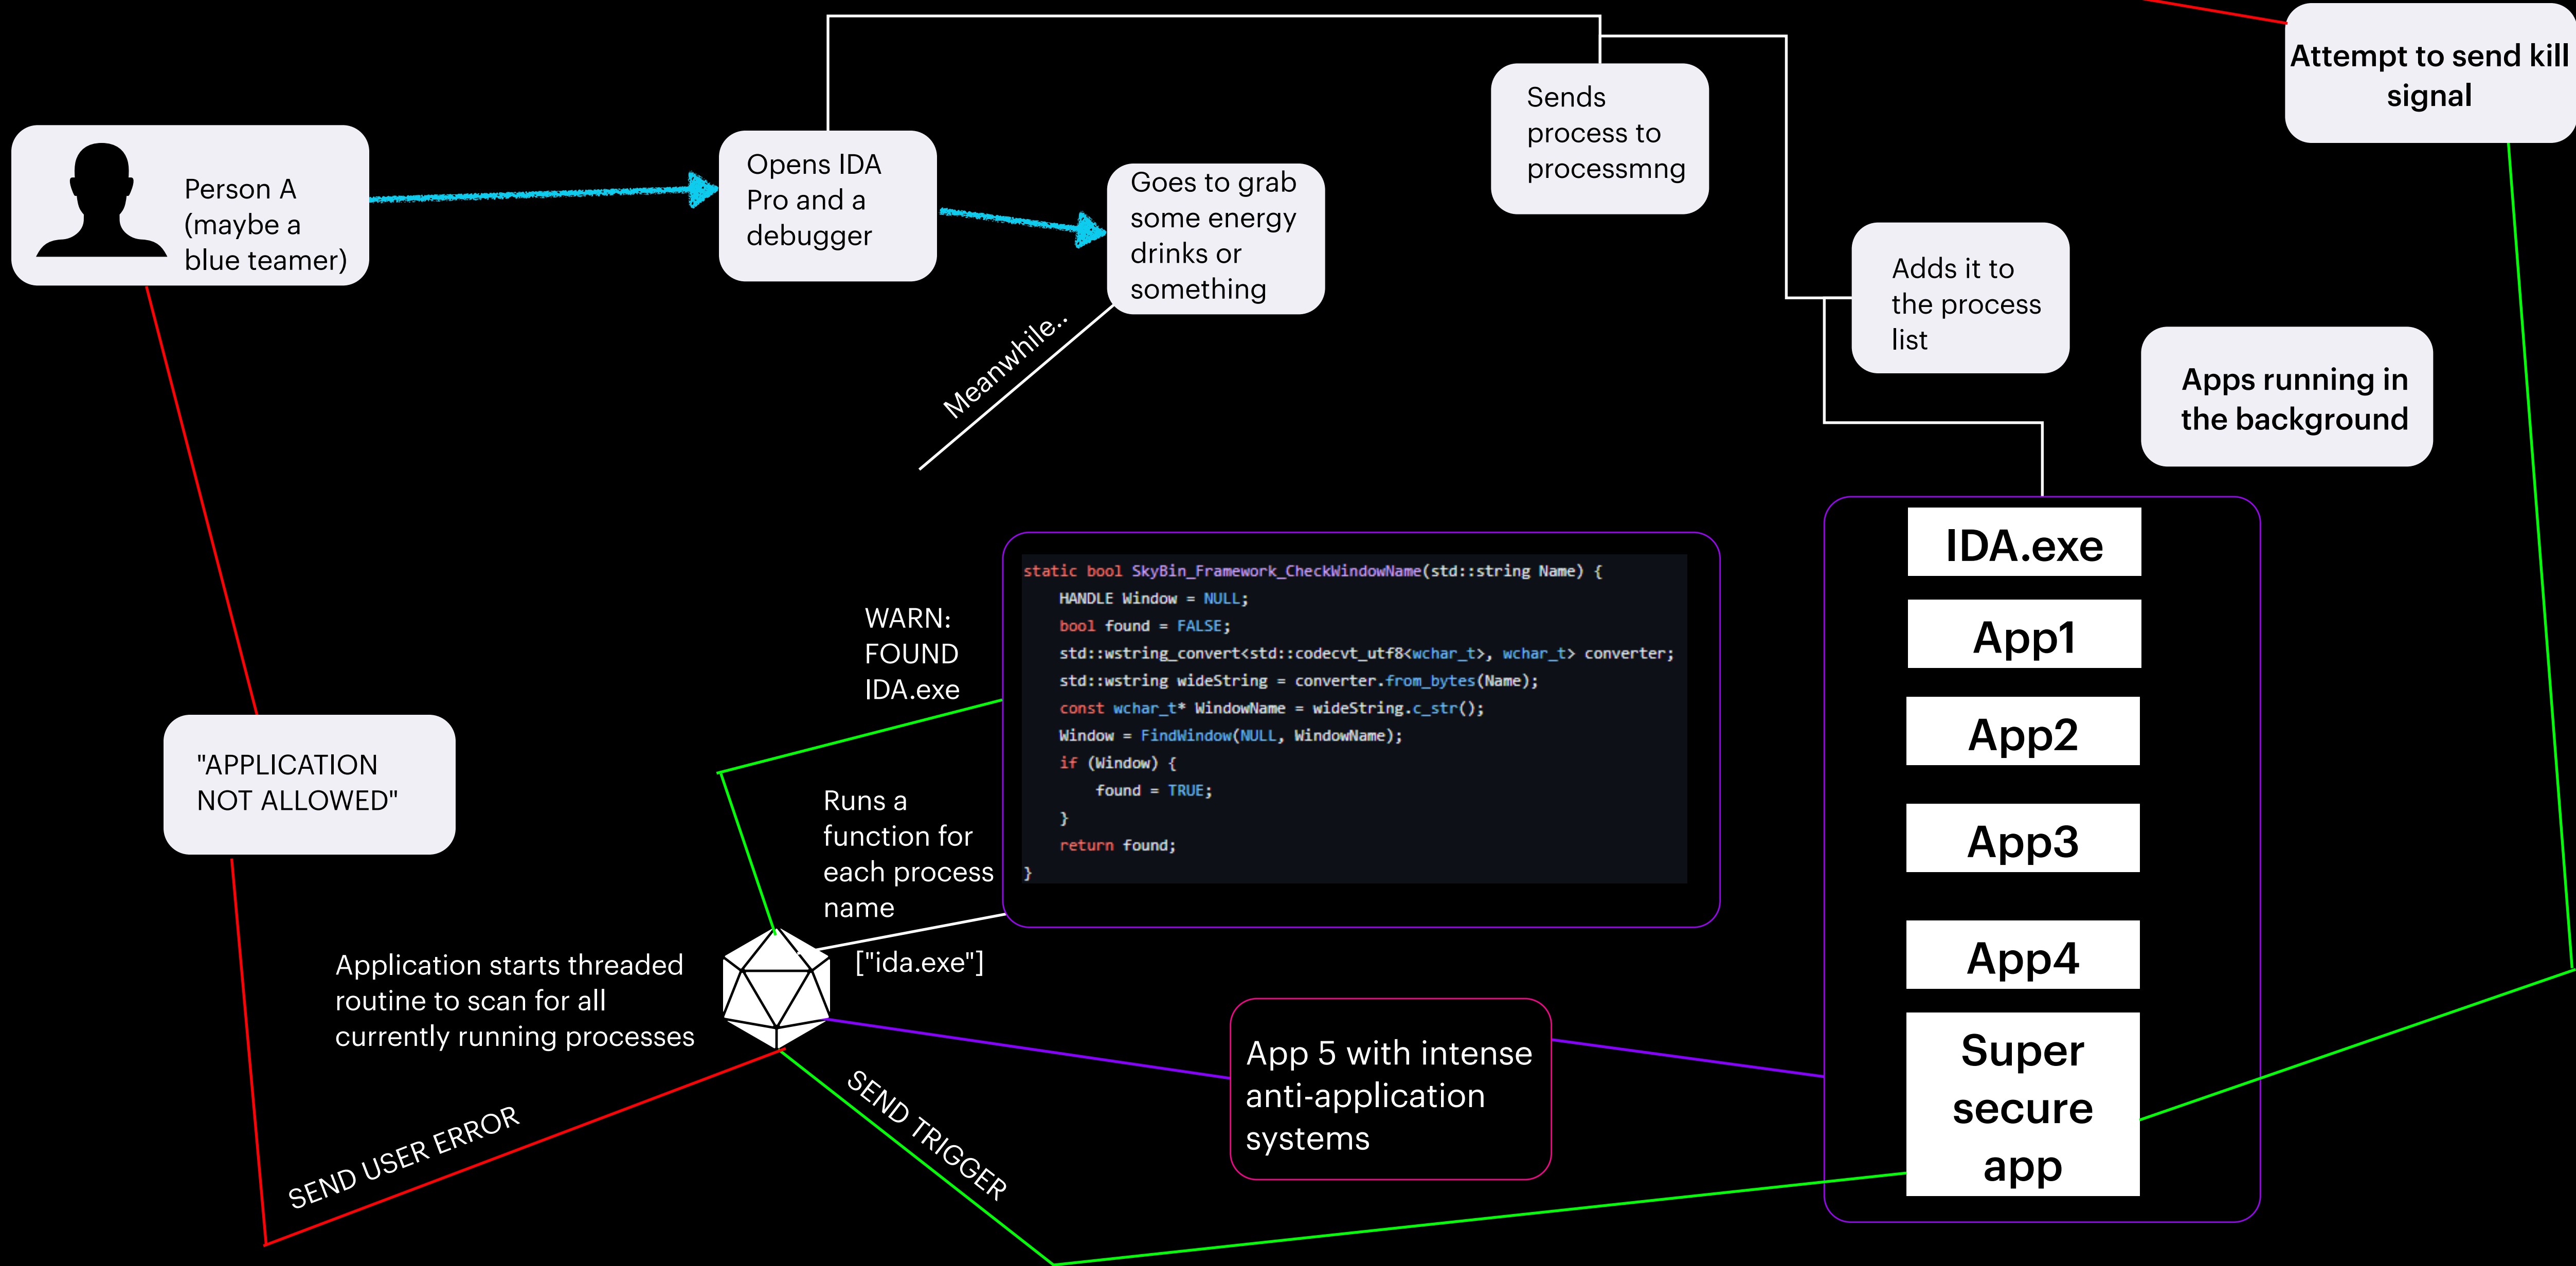 Attempt to send kill
signal
Sends
process to
processmng
Person A
(maybe a
blue teamer)
Opens IDA
Pro and a
debugger
Goes to grab
some energy
drinks or
something
Meanwhile..
Adds it to
the process
list
Apps running in
the background
IDA.exe
App1
App2
App3
App4
Super
secure
app
WARN:
FOUND
IDA.exe
static bool SkyBin_Framework_CheckWindowName(std::string Name) {
    HANDLE Window = NULL;
    bool found = FALSE;
    std::wstring_convert<std::codecvt_utf8<wchar_t>, wchar_t> converter;
    std::wstring wideString = converter.from_bytes(Name);
    const wchar_t* WindowName = wideString.c_str();
    Window = FindWindow(NULL, WindowName);
    if (Window) {
        found = TRUE;
    }
    return found;
}
"APPLICATION
NOT ALLOWED"
Runs a
function for
each process
name
["ida.exe"]
Application starts threaded
routine to scan for all
currently running processes
App 5 with intense
anti-application
systems
SEND USER ERROR
SEND TRIGGER